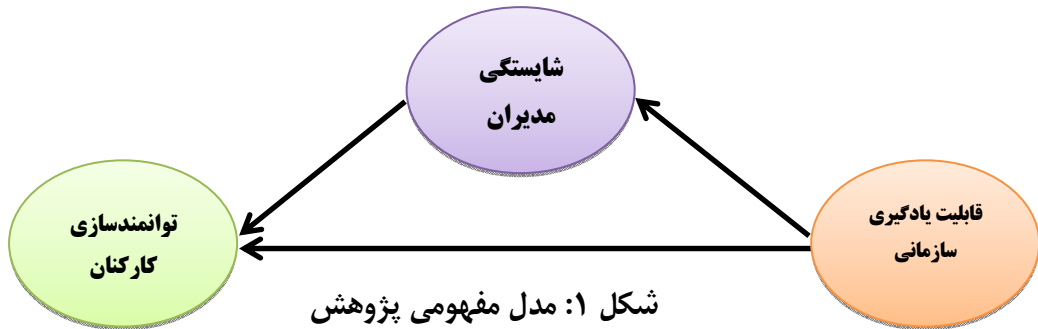 شایستگی
مدیران
قابلیت یادگیری
سازمانی
توانمندسازی
کارکنان
شکل ۱: مدل مفهومی پژوهش